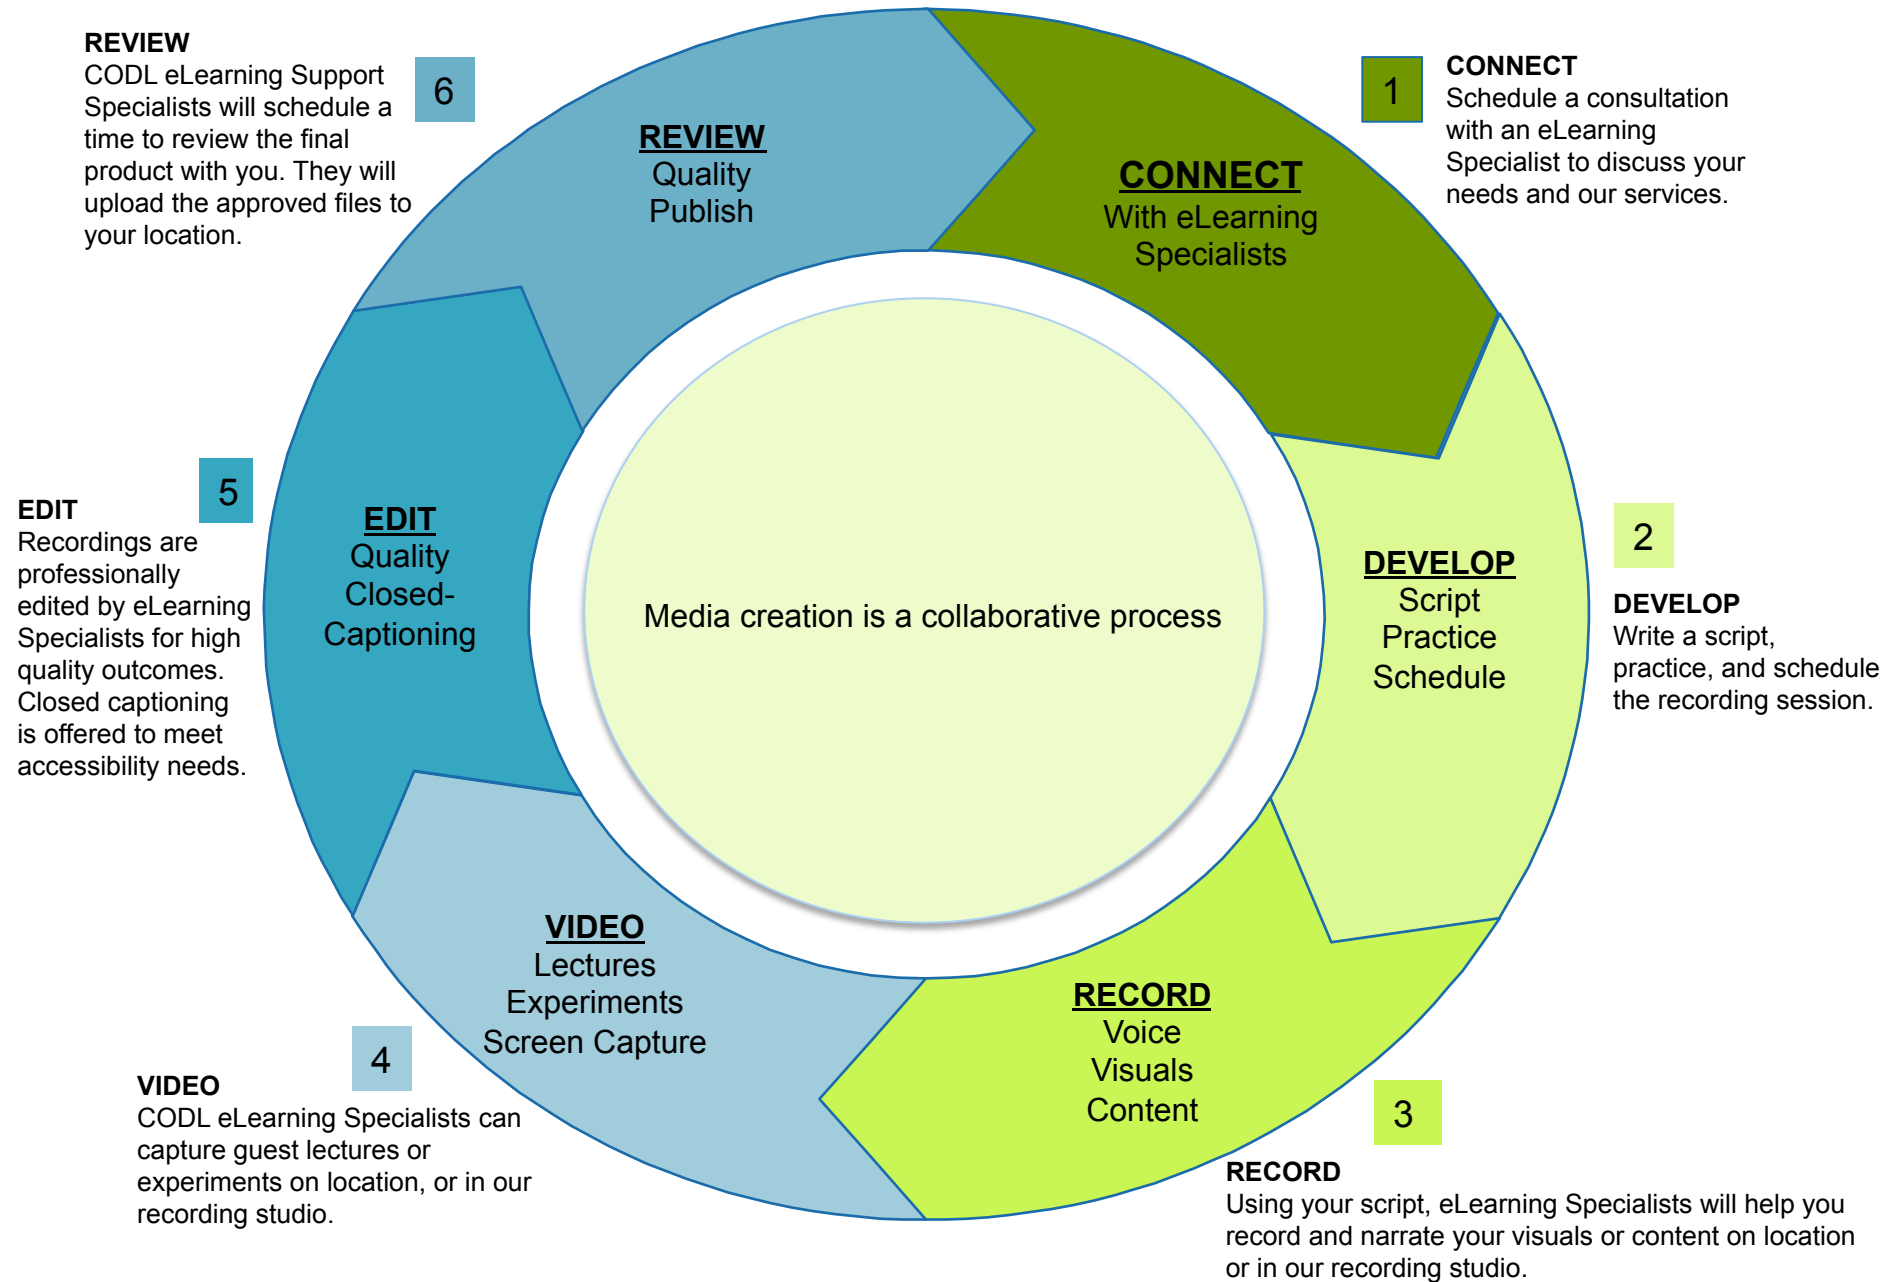 REVIEW
CODL eLearning Support
Specialists will schedule a
time to review the final
product with you. They will
upload the approved files to
your location.
6
REVIEW
Quality
Publish
1
CONNECT
Schedule a consultation
with an eLearning
Specialist to discuss your
needs and our services.
CONNECT
With eLearning
Specialists
5
EDIT
Recordings are
professionally
edited by eLearning
Specialists for high
quality outcomes.
Closed captioning
is offered to meet
accessibility needs.
EDIT
Quality
Closed-
Captioning
Media creation is a collaborative process
DEVELOP
Script
Practice
Schedule
2
DEVELOP
Write a script,
practice, and schedule
the recording session.
VIDEO
Lectures
Experiments
Screen Capture
4
VIDEO
CODL eLearning Specialists can
capture guest lectures or
experiments on location, or in our
recording studio.
RECORD
Voice
Visuals
Content
3
RECORD
Using your script, eLearning Specialists will help you
record and narrate your visuals or content on location
or in our recording studio.